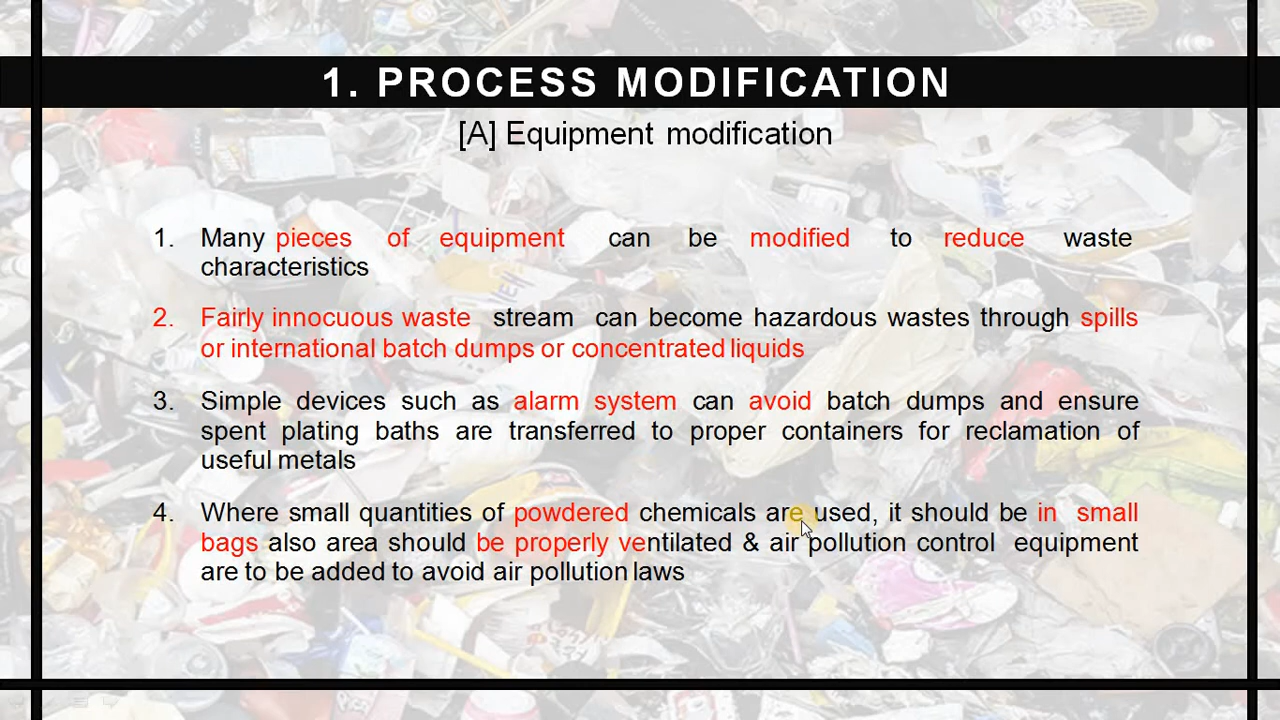 1. PROCESS MODIFICATION
[A] Equipment modification
1. Many pieces of equipment can be modified to reduce waste
characteristics
2. Fairly innocuous waste stream can become hazardous wastes through spills
or international batch dumps or concentrated liquids
3. Simple devices such as alarm system can avoid batch dumps and ensure
spent plating baths are transferred to proper containers for reclamation of
useful metals
4. Where small quantities of powdered chemicals are used, it should be in small
bags also area should be properly ventilated & air pollution control equipment
are to be added to avoid air pollution laws